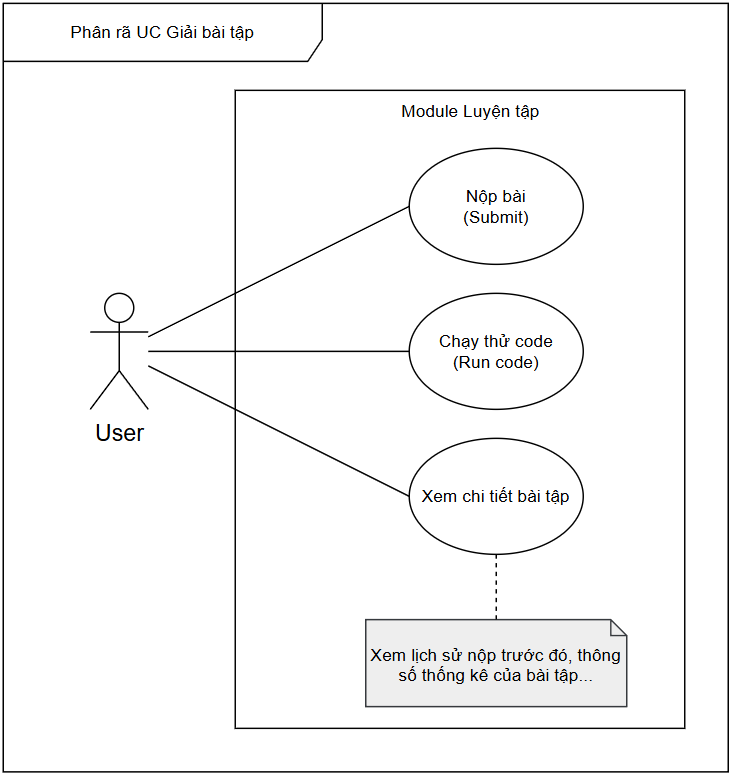 Phân rã UC Giải bài tập
Module Luyện tập
Nộp bài
(Submit)
Chạy thử code
(Run code)
User
Xem chi tiết bài tập
Xem lịch sử nộp trước đó, thông
số thống kê của bài tập...